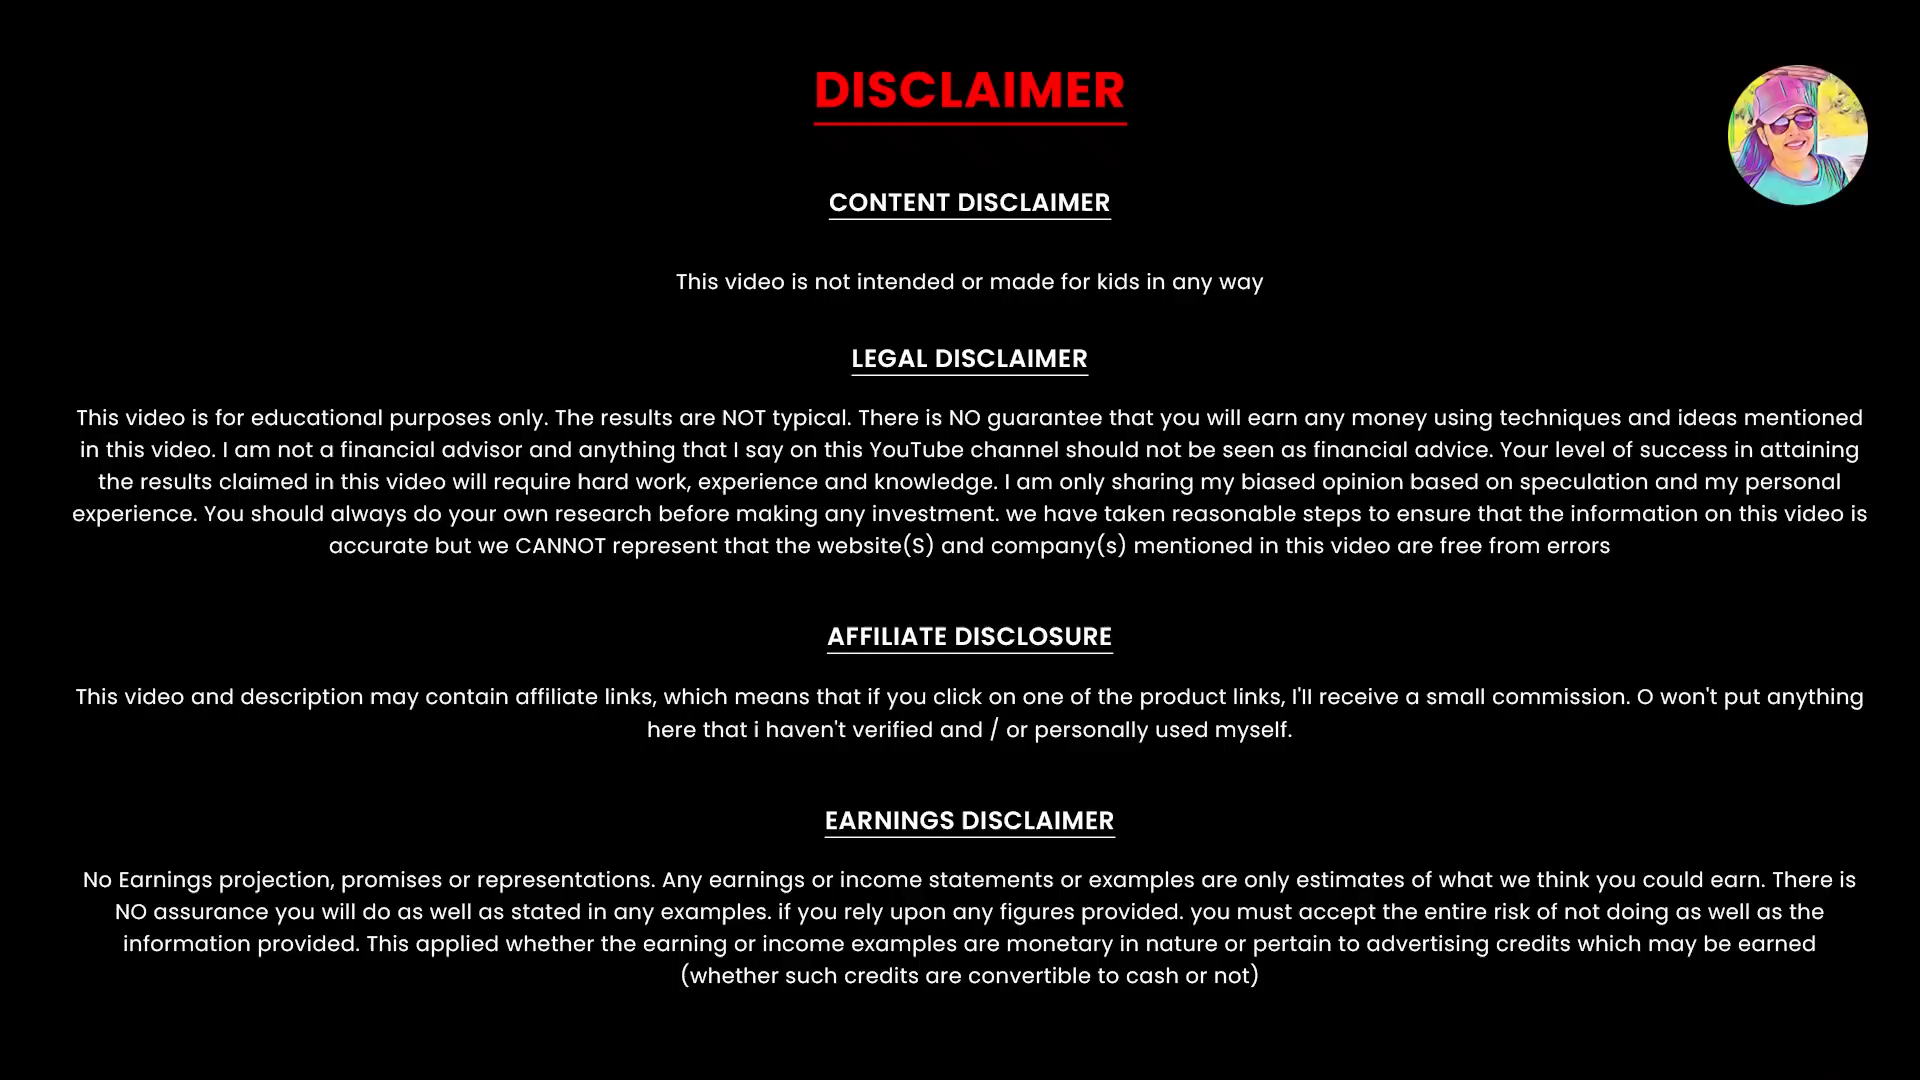 DISCLAIMER
CONTENT DISCLAIMER
This video is not intended or made for kids in any way
LEGAL DISCLAIMER
This video is for educational purposes only. The results are NOT typical. There is NO guarantee that you will earn any money using techniques and ideas mentioned
in this video. I am not a financial advisor and anything that I say on this YouTube channel should not be seen as financial advice. Your level of success in attaining
the results claimed in this video will require hard work, experience and knowledge. I am only sharing my biased opinion based on speculation and my personal
experience. You should always do your own research before making any investment. we have taken reasonable steps to ensure that the information on this video is
accurate but we CANNOT represent that the website(S) and company(s) mentioned in this video are free from errors
AFFILIATE DISCLOSURE
This video and description may contain affiliate links, which means that if you click on one of the product links, I'll receive a small commission. O won't put anything
here that i haven't verified and / or personally used myself.
EARNINGS DISCLAIMER
No Earnings projection, promises or representations. Any earnings or income statements or examples are only estimates of what we think you could earn. There is
NO assurance you will do as well as stated in any examples. if you rely upon any figures provided. you must accept the entire risk of not doing as well as the
information provided. This applied whether the earning or income examples are monetary in nature or pertain to advertising credits which may be earned
(whether such credits are convertible to cash or not)